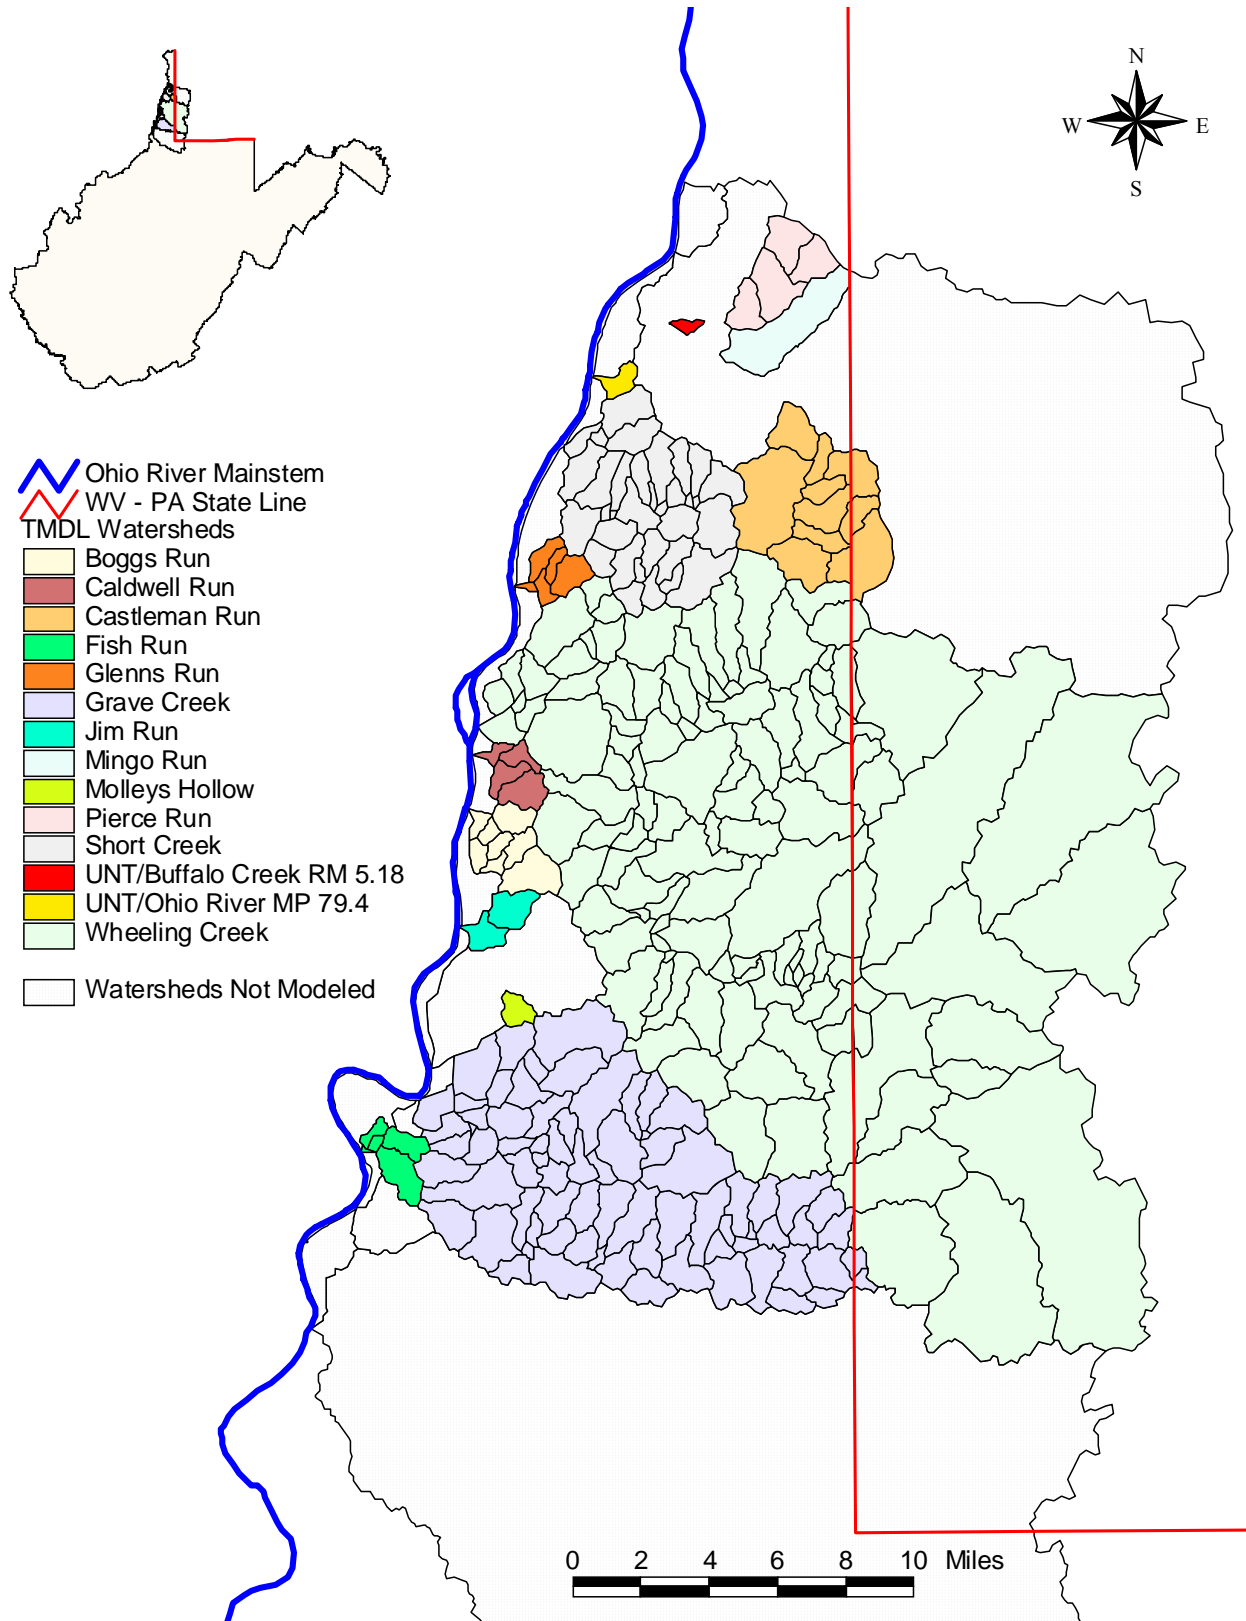 N
W E
S
Ohio River Mainstem
WV - PA State Line
TMDL Watersheds
Boggs Run
Caldwell Run
Castleman Run
Fish Run
Glenns Run
Grave Creek
Jim Run
Mingo Run
Molleys Hollow
Pierce Run
Short Creek
UNT/Buffalo Creek RM 5.18
UNT/Ohio River MP 79.4
Wheeling Creek
Watersheds Not Modeled
0 2 4 6 8 10 Miles